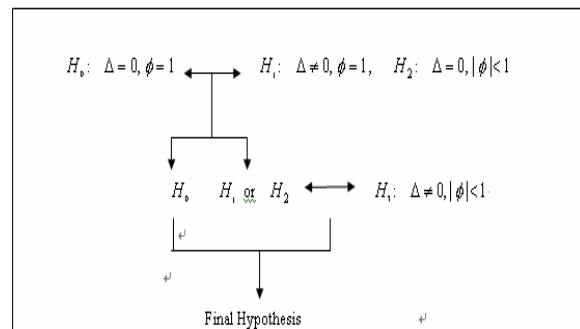 H₀: Δ = 0, ϕ = 1 H₁: Δ ≠ 0, ϕ = 1, H₂: Δ = 0, | ϕ |< 1
H₀ H₁ or H₂ H₃: Δ ≠ 0, | ϕ |< 1
Final Hypothesis